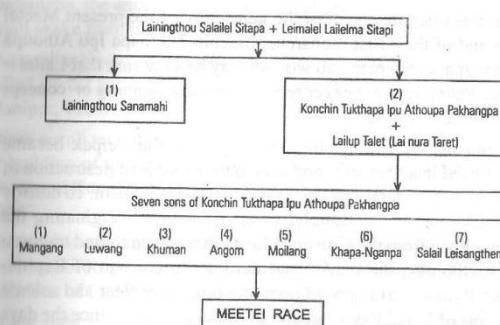 Lainingthou Salailel Sitapa + Leimalel Lailelma Sitapi
(1)
Lainingthou Sanamahi
(2)
Konchin Tukthapa Ipu Athoupa Pakhangpa
+
Lailup Talet (Lai nura Taret)
Seven sons of Konchin Tukthapa Ipu Athoupa Pakhangpa
(1) (2) (3) (4) (5) (6) (7)
Mangang Luwang Khuman Angom Moilang Khapa-Nganpa Salail Leisangthem
MEETEI RACE